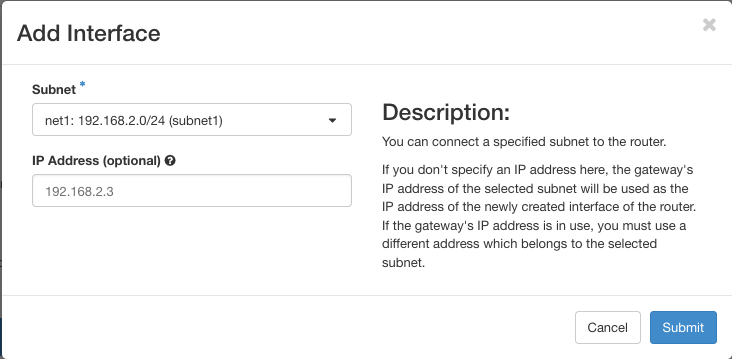 Add Interface
×
Subnet *
net1: 192.168.2.0/24 (subnet1)
IP Address (optional) ?
192.168.2.3
Description:
You can connect a specified subnet to the router.
If you don't specify an IP address here, the gateway's
IP address of the selected subnet will be used as the
IP address of the newly created interface of the router.
If the gateway's IP address is in use, you must use a
different address which belongs to the selected
subnet.
Cancel
Submit